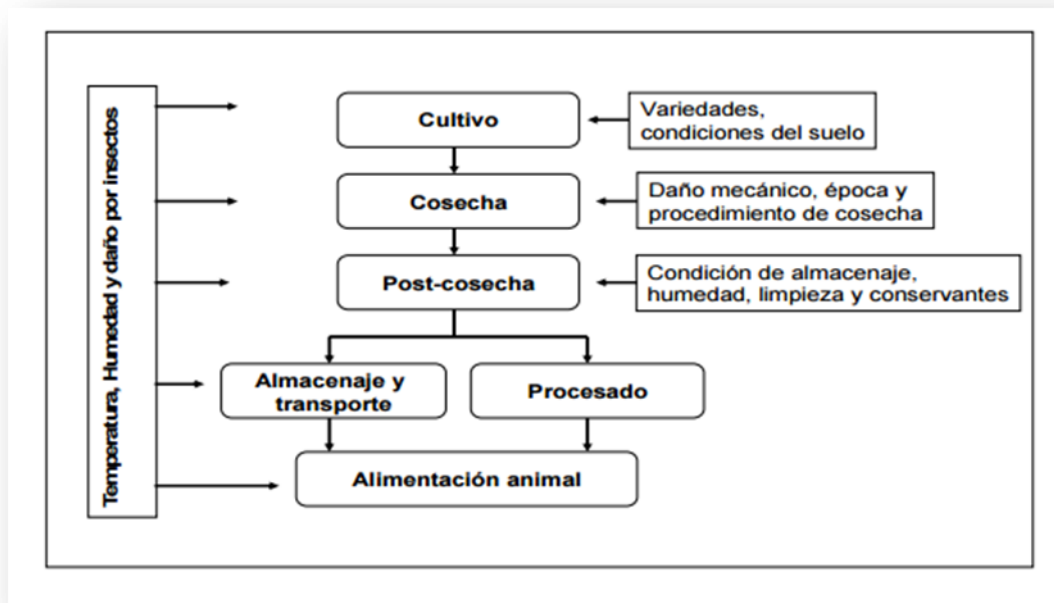 Temperatura, Humedad y daño por insectos
Cultivo
Variedades,
condiciones del suelo
Cosecha
Daño mecánico, época y
procedimiento de cosecha
Post-cosecha
Condición de almacenaje,
humedad, limpieza y conservantes
Almacenaje y
transporte
Procesado
Alimentación animal